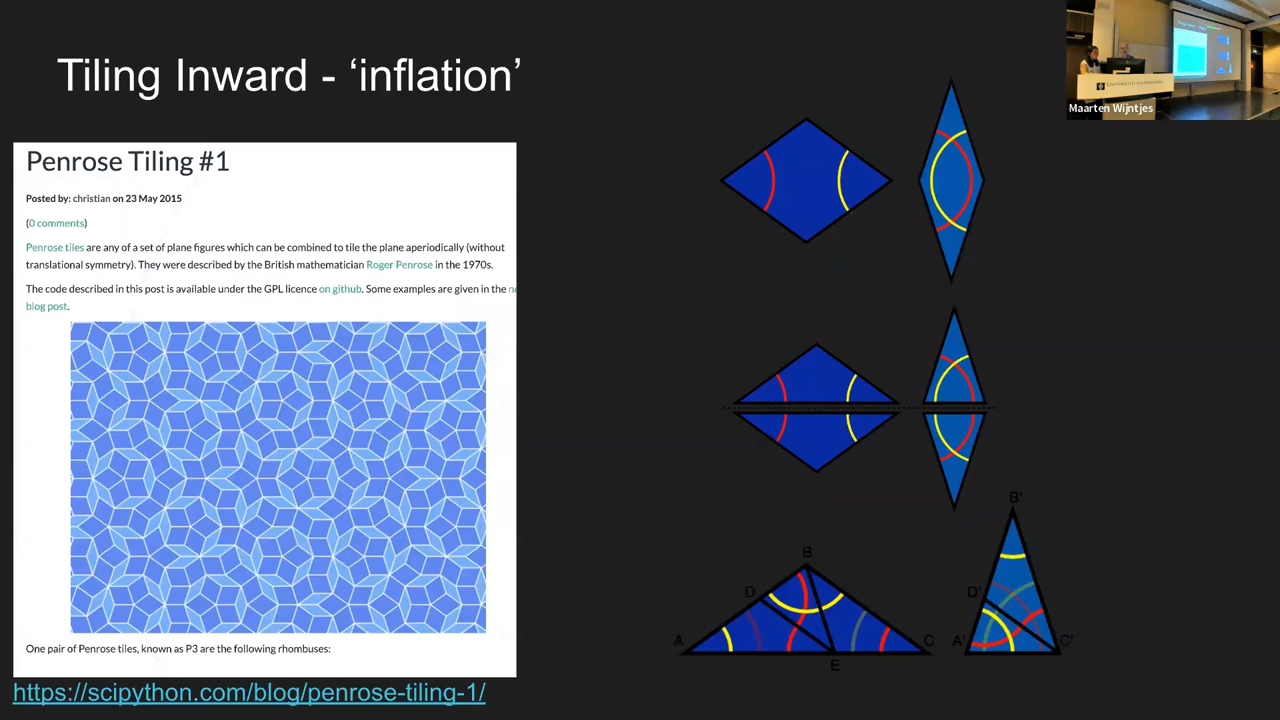 Tiling Inward - ‘inflation’
Maarten Wijntjes
Penrose Tiling #1
Posted by: christian on 23 May 2015
(0 comments)
Penrose tiles are any of a set of plane figures which can be combined to tile the plane aperiodically (without
translational symmetry). They were described by the British mathematician Roger Penrose in the 1970s.
The code described in this post is available under the GPL licence on github. Some examples are given in the
blog post.
One pair of Penrose tiles, known as P3 are the following rhombuses:
https://scipython.com/blog/penrose-tiling-1/
B'
B
D
D'
A
C
A'
C'
E